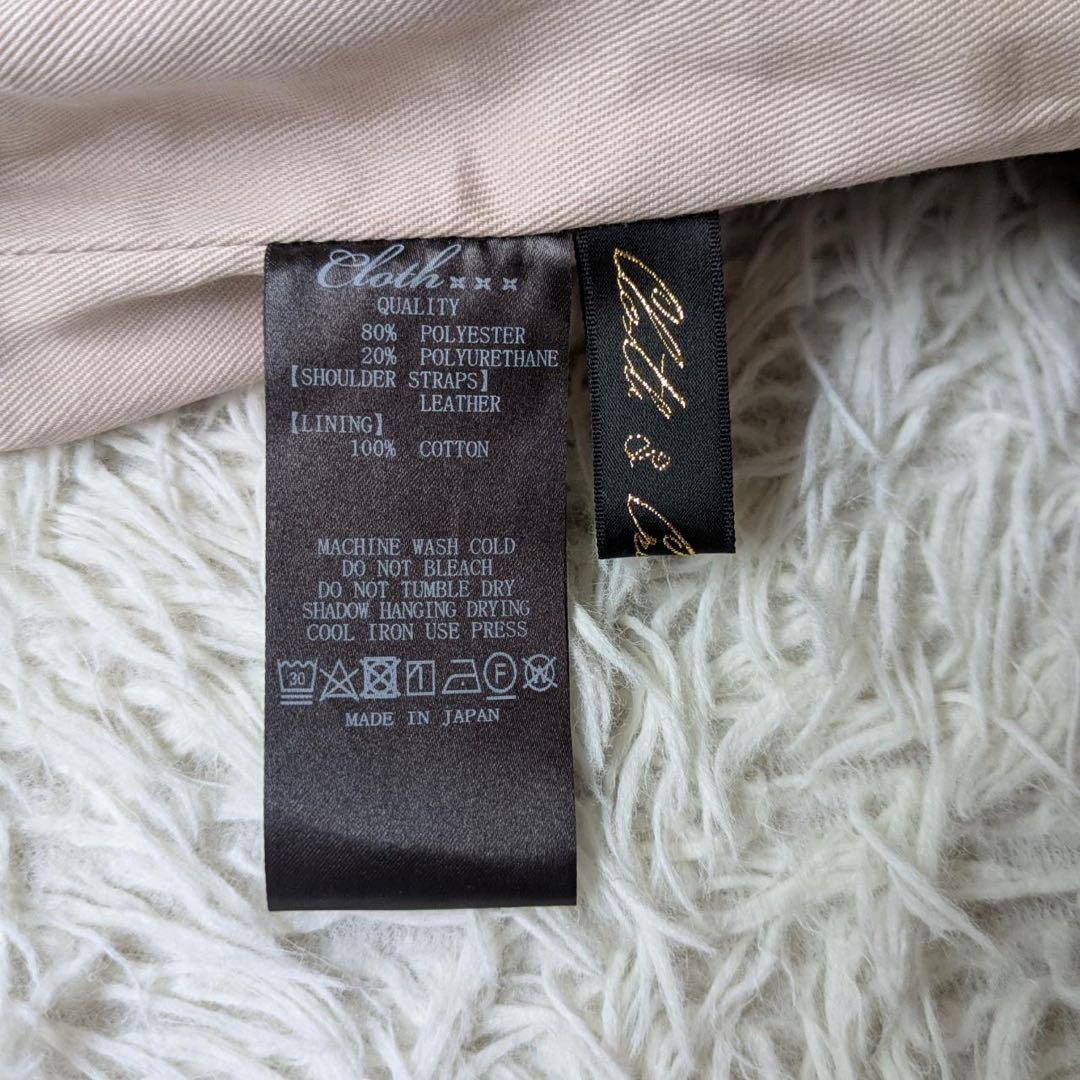 Cloth×××
QUALITY
80% POLYESTER
20% POLYURETHANE
【SHOULDER STRAPS】
LEATHER
【LINING】
100% COTTON
MACHINE WASH COLD
DO NOT BLEACH
DO NOT TUMBLE DRY
SHADOW HANGING DRYING
COOL IRON USE PRESS
30
F
W
MADE IN JAPAN
&